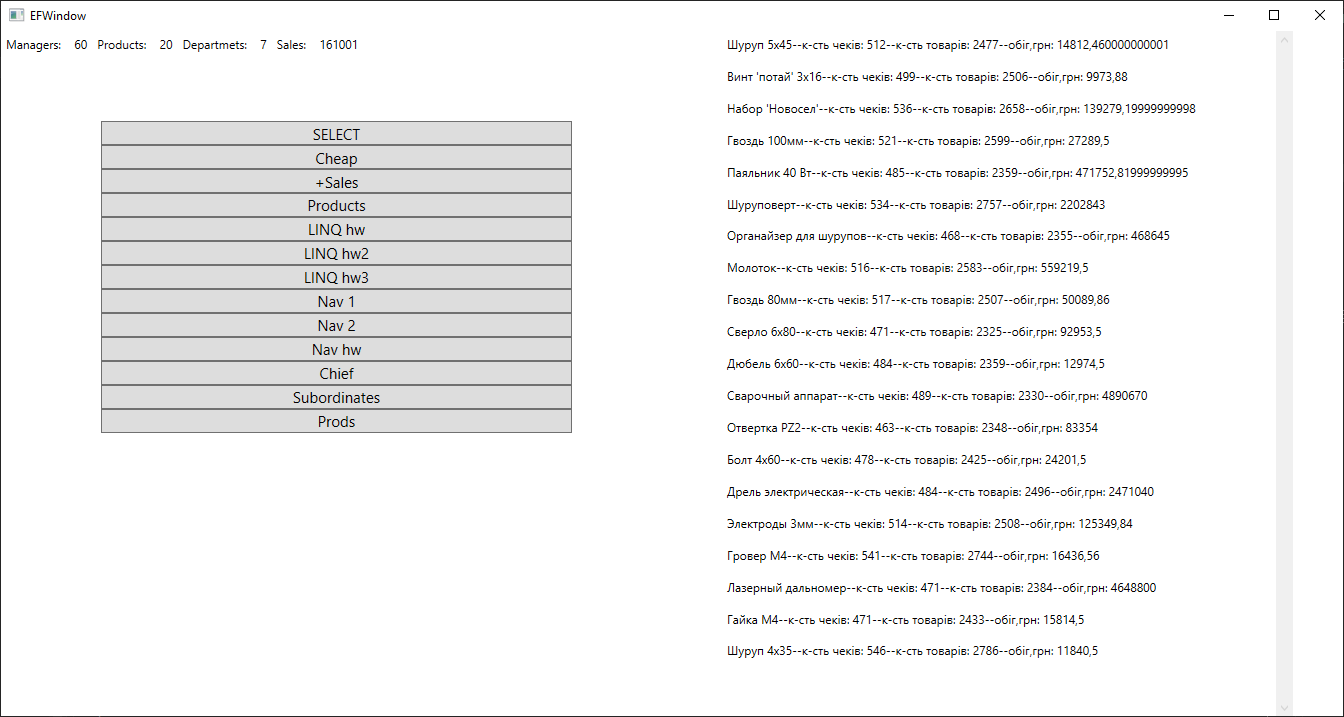 EFWindow
Managers: 60 Products: 20 Departmets: 7 Sales: 161001
SELECT
Cheap
+Sales
Products
LINQ hw
LINQ hw2
LINQ hw3
Nav 1
Nav 2
Nav hw
Chief
Subordinates
Prods
Шуруп 5х45--к-сть чеків: 512--к-сть товарів: 2477--обіг,грн: 14812,460000000001
Винт 'потай' 3х16--к-сть чеків: 499--к-сть товарів: 2506--обіг,грн: 9973,88
Набор 'Новосел'--к-сть чеків: 536--к-сть товарів: 2658--обіг,грн: 139279,19999999998
Гвоздь 100мм--к-сть чеків: 521--к-сть товарів: 2599--обіг,грн: 27289,5
Паяльник 40 Вт--к-сть чеків: 485--к-сть товарів: 2359--обіг,грн: 471752,81999999995
Шуруповерт--к-сть чеків: 534--к-сть товарів: 2757--обіг,грн: 2202843
Органайзер для шурупов--к-сть чеків: 468--к-сть товарів: 2355--обіг,грн: 468645
Молоток--к-сть чеків: 516--к-сть товарів: 2583--обіг,грн: 559219,5
Гвоздь 80мм--к-сть чеків: 517--к-сть товарів: 2507--обіг,грн: 50089,86
Сверло 6х80--к-сть чеків: 471--к-сть товарів: 2325--обіг,грн: 92953,5
Дюбель 6х60--к-сть чеків: 484--к-сть товарів: 2359--обіг,грн: 12974,5
Сварочный аппарат--к-сть чеків: 489--к-сть товарів: 2330--обіг,грн: 4890670
Отвертка PZ2--к-сть чеків: 463--к-сть товарів: 2348--обіг,грн: 83354
Болт 4х60--к-сть чеків: 478--к-сть товарів: 2425--обіг,грн: 24201,5
Дрель электрическая--к-сть чеків: 484--к-сть товарів: 2496--обіг,грн: 2471040
Электроды 3мм--к-сть чеків: 514--к-сть товарів: 2508--обіг,грн: 125349,84
Гровер М4--к-сть чеків: 541--к-сть товарів: 2744--обіг,грн: 16436,56
Лазерный дальномер--к-сть чеків: 471--к-сть товарів: 2384--обіг,грн: 4648800
Гайка М4--к-сть чеків: 471--к-сть товарів: 2433--обіг,грн: 15814,5
Шуруп 4х35--к-сть чеків: 546--к-сть товарів: 2786--обіг,грн: 11840,5